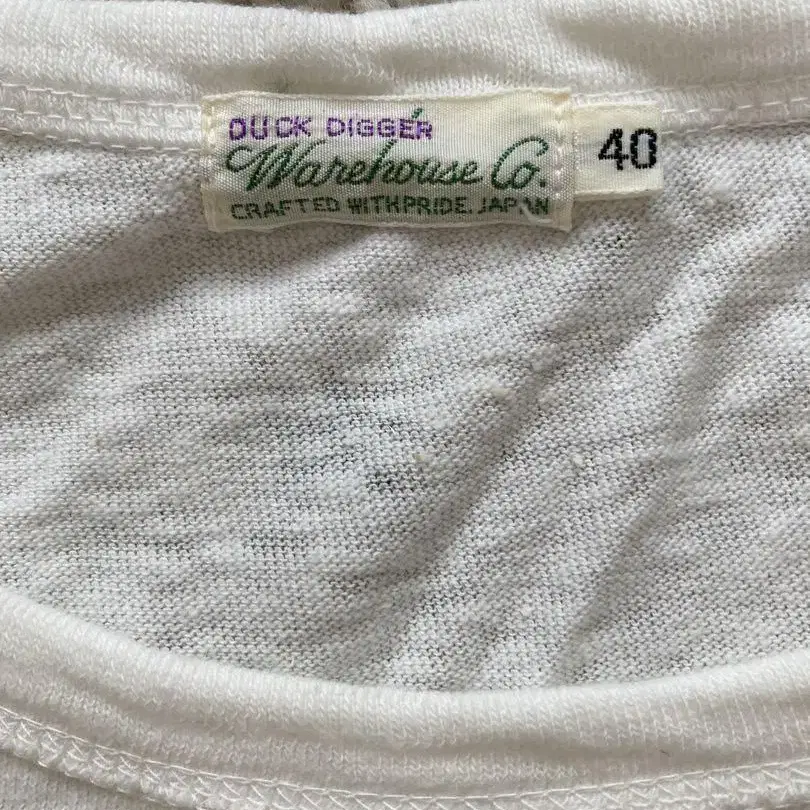 DUCK DIGGER
Warehouse Co.
CRAFTED WITH PRIDE. JAPAN
40